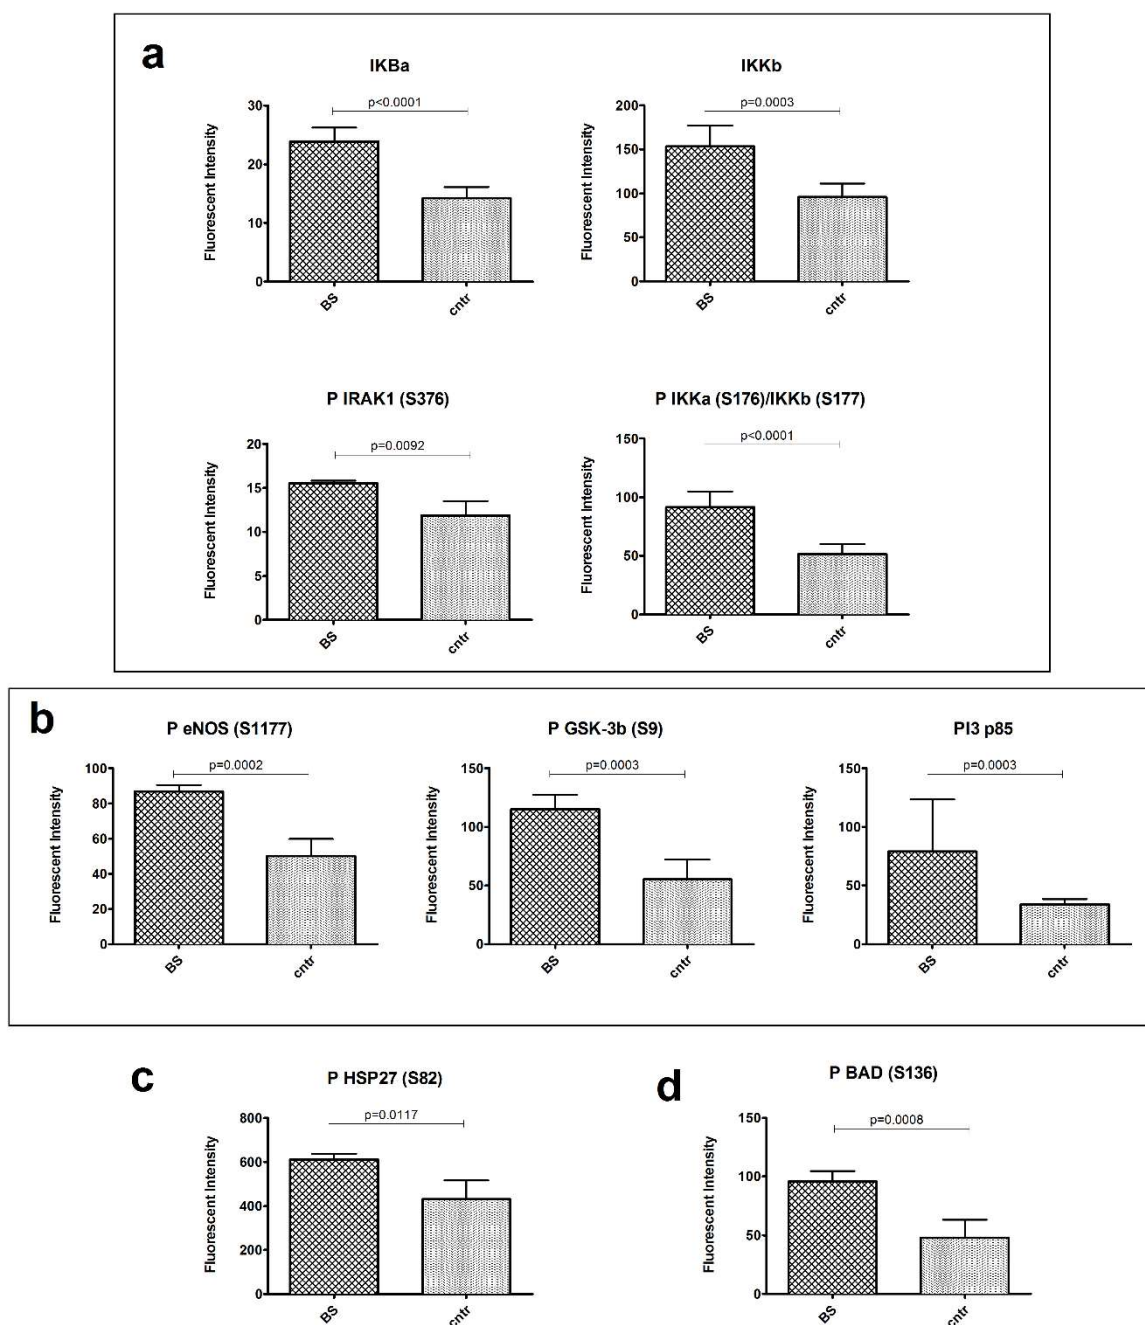 a
IKBa
p<0.0001
Fluorescent Intensity
30
20
10
0
BS
cntr
IKKb
p=0.0003
Fluorescent Intensity
200
150
100
50
0
BS
cntr
P IRAK1 (S376)
p=0.0092
Fluorescent Intensity
20
15
10
5
0
BS
cntr
P IKKa (S176)/IKKb (S177)
p<0.0001
Fluorescent Intensity
150
100
50
0
BS
cntr
b
P eNOS (S1177)
p=0.0002
Fluorescent Intensity
100
80
60
40
20
0
BS
cntr
P GSK-3b (S9)
p=0.0003
Fluorescent Intensity
150
100
50
0
BS
cntr
PI3 p85
p=0.0003
Fluorescent Intensity
150
100
50
0
BS
cntr
c
P HSP27 (S82)
p=0.0117
Fluorescent Intensity
800
600
400
200
0
BS
cntr
d
P BAD (S136)
p=0.0008
Fluorescent Intensity
150
100
50
0
BS
cntr